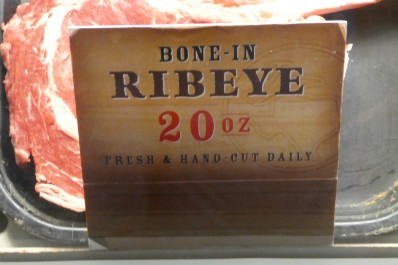 BONE-IN
RIBEYE
20 OZ
FRESH & HAND-CUT DAILY